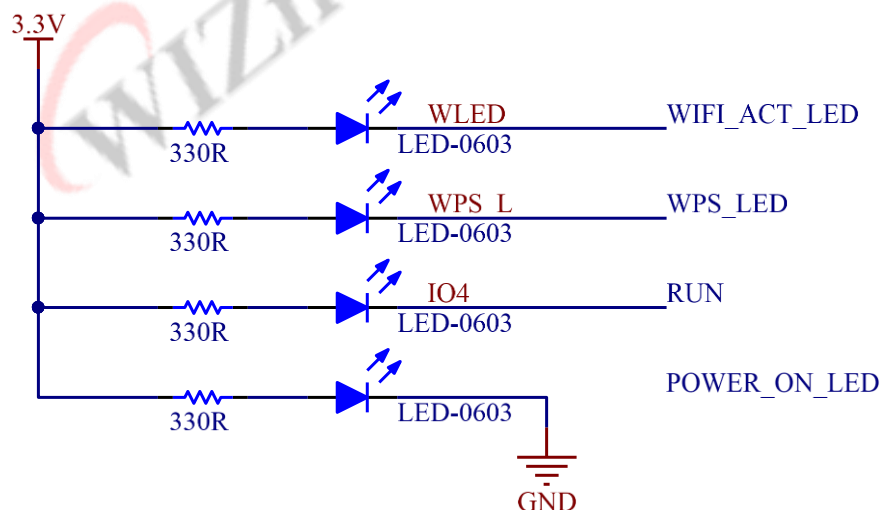 3.3V
WLED
WIFI_ACT_LED
330R
LED-0603
WPS_L
WPS_LED
330R
LED-0603
IO4
RUN
330R
LED-0603
POWER_ON_LED
330R
LED-0603
GND